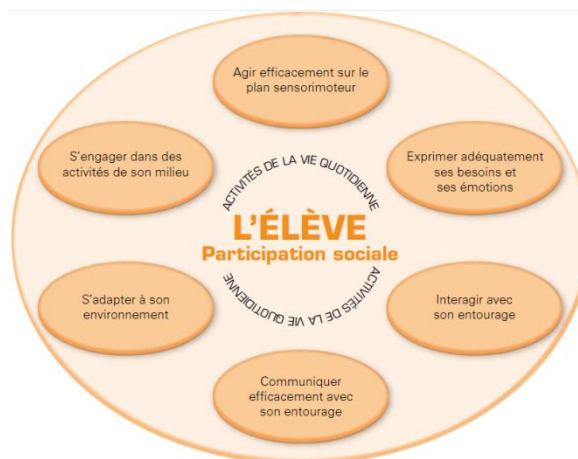 Agir efficacement sur le
plan sensorimoteur
S'engager dans des
activités de son milieu
Exprimer adéquatement
ses besoins et
ses émotions
ACTIVITÉS DE LA VIE QUOTIDIENNE
L'ÉLÈVE
Participation sociale
ACTIVITÉS DE LA VIE QUOTIDIENNE
S'adapter à son
environnement
Interagir avec
son entourage
Communiquer
efficacement avec
son entourage